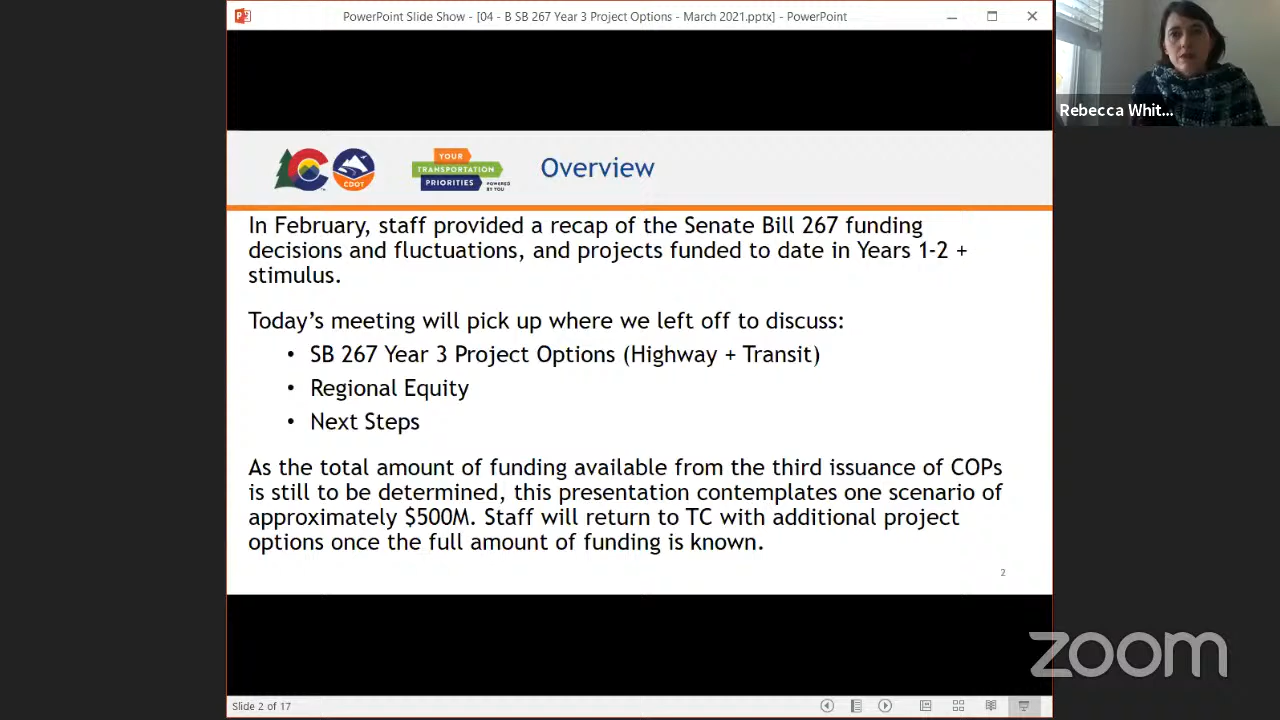 PowerPoint Slide Show - [04 - B SB 267 Year 3 Project Options - March 2021.pptx] - PowerPoint
Rebecca Whit...
CDOT
YOUR
TRANSPORTATION
PRIORITIES
POWERED
BY YOU
Overview
In February, staff provided a recap of the Senate Bill 267 funding
decisions and fluctuations, and projects funded to date in Years 1-2 +
stimulus.
Today’s meeting will pick up where we left off to discuss:
• SB 267 Year 3 Project Options (Highway + Transit)
• Regional Equity
• Next Steps
As the total amount of funding available from the third issuance of COPs
is still to be determined, this presentation contemplates one scenario of
approximately $500M. Staff will return to TC with additional project
options once the full amount of funding is known.
2
zoom
Slide 2 of 17